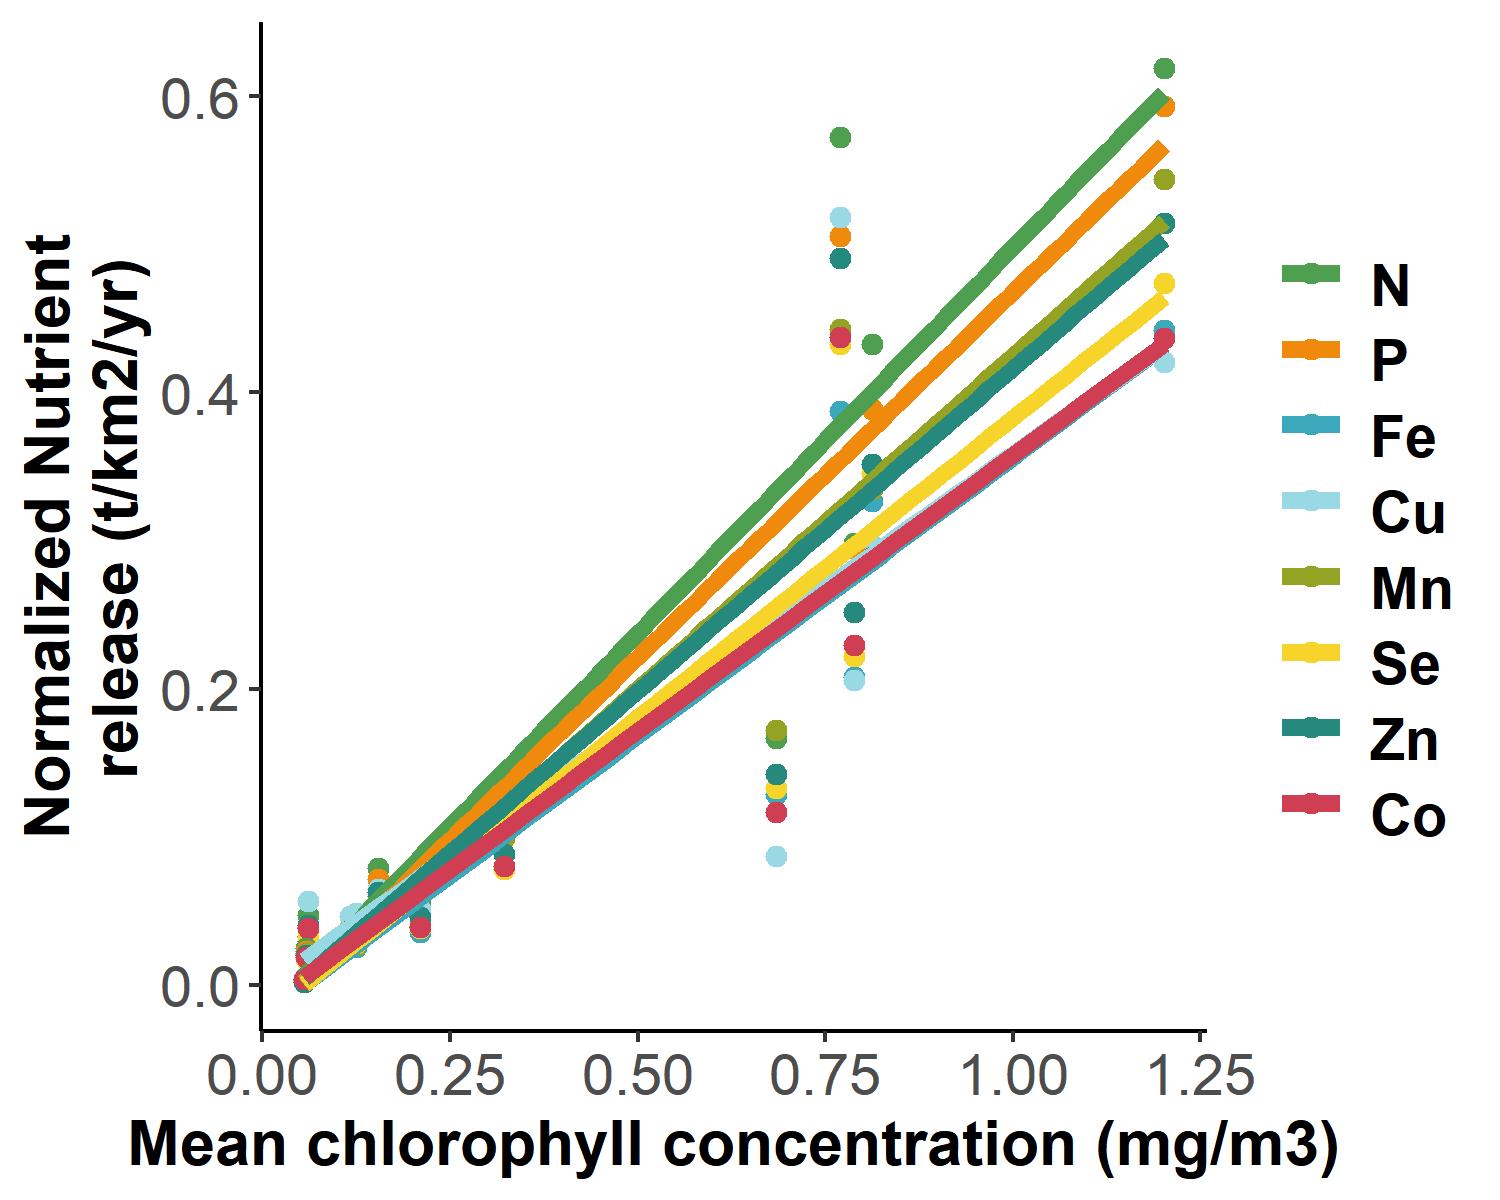 Normalized Nutrient
release (t/km2/yr)
0.6
0.4
0.2
0.0
0.00 0.25 0.50 0.75 1.00 1.25
Mean chlorophyll concentration (mg/m3)
N
P
Fe
Cu
Mn
Se
Zn
Co